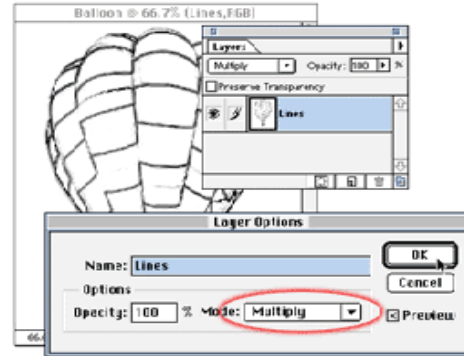 Balloon @ 66.7% (Lines,RGB)
Layers
Multiply Opacity: 100 %
Preserve Transparency
Lines
Layer Options
Name: Lines
OK
Cancel
Options
Opacity: 100 % Mode: Multiply
Preview
66.